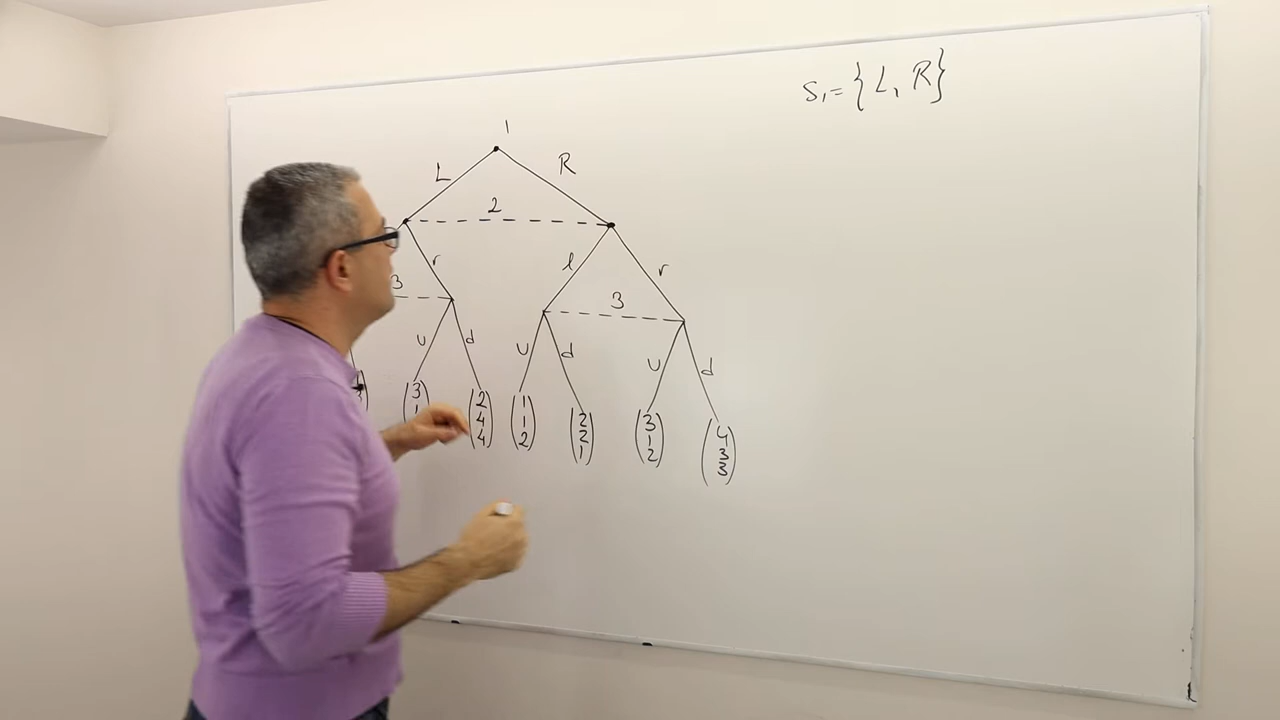 S₁ = { L, R }
1
L R
2
r l r
3 3
u d u d u d
3 2 1 2 3 4
4 1 2 1 3
4 2 1 2 3